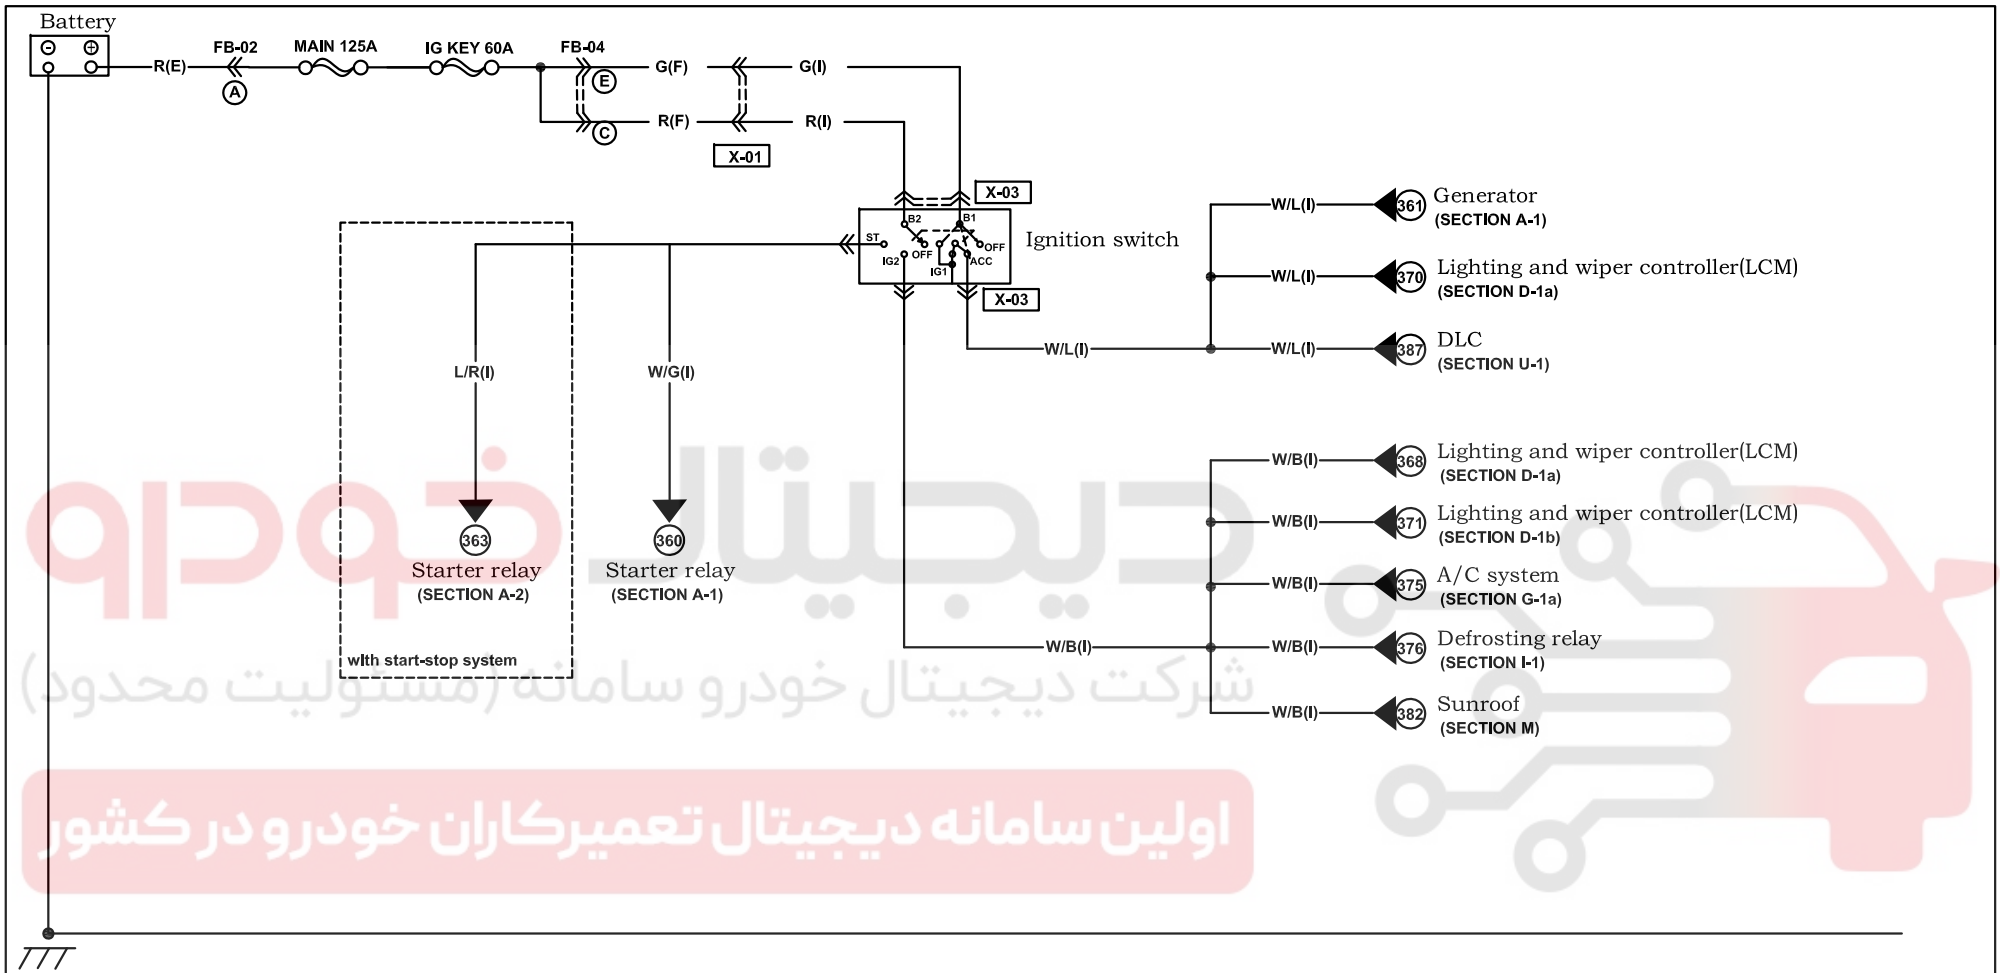 Battery
FB-02 MAIN 125A IG KEY 60A FB-04
R(E) G(F) G(I)
A E
R(F) R(I)
C
X-01
X-03
B2 B1
ST
IG2 OFF IG1 ACC OFF
Ignition switch
X-03
W/L(I) 361 Generator
(SECTION A-1)
W/L(I) 370 Lighting and wiper controller(LCM)
(SECTION D-1a)
W/L(I) W/L(I) 387 DLC
(SECTION U-1)
L/R(I) W/G(I)
W/B(I) 368 Lighting and wiper controller(LCM)
(SECTION D-1a)
W/B(I) 371 Lighting and wiper controller(LCM)
(SECTION D-1b)
363 360
Starter relay Starter relay
(SECTION A-2) (SECTION A-1)
W/B(I) 375 A/C system
(SECTION G-1a)
W/B(I) W/B(I) 376 Defrosting relay
(SECTION I-1)
with start-stop system
W/B(I) 382 Sunroof
(SECTION M)
دیجیتال خودرو
شرکت دیجیتال خودرو سامانه (مسئولیت محدود)
اولین سامانه دیجیتال تعمیرکاران خودرو در کشور